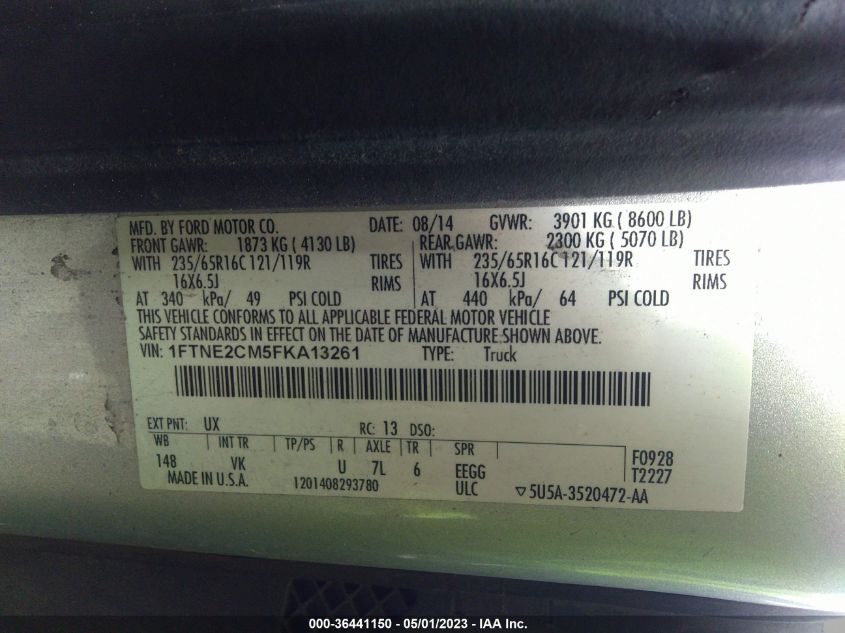 MFD. BY FORD MOTOR CO. DATE: 08/14 GVWR: 3901 KG ( 8600 LB)
FRONT GAWR: 1873 KG ( 4130 LB) REAR GAWR: 2300 KG ( 5070 LB)
WITH 235/65R16C 121/119R TIRES WITH 235/65R16C 121/119R TIRES
16X6.5J RIMS 16X6.5J RIMS
AT 340 kPa/ 49 PSI COLD AT 440 kPa/ 64 PSI COLD
THIS VEHICLE CONFORMS TO ALL APPLICABLE FEDERAL MOTOR VEHICLE
SAFETY STANDARDS IN EFFECT ON THE DATE OF MANUFACTURE SHOWN ABOVE.
VIN: 1FTNE2CM5FKA13261 TYPE: Truck
EXT PNT: UX RC: 13 DSO:
WB INT TR TP/PS R AXLE TR SPR F0928
148 VK U 7L 6 EEGG T2227
MADE IN U.S.A. 1201408293780 ULC ▽5U5A-3520472-AA
000-36441150 - 05/01/2023 - IAA Inc.